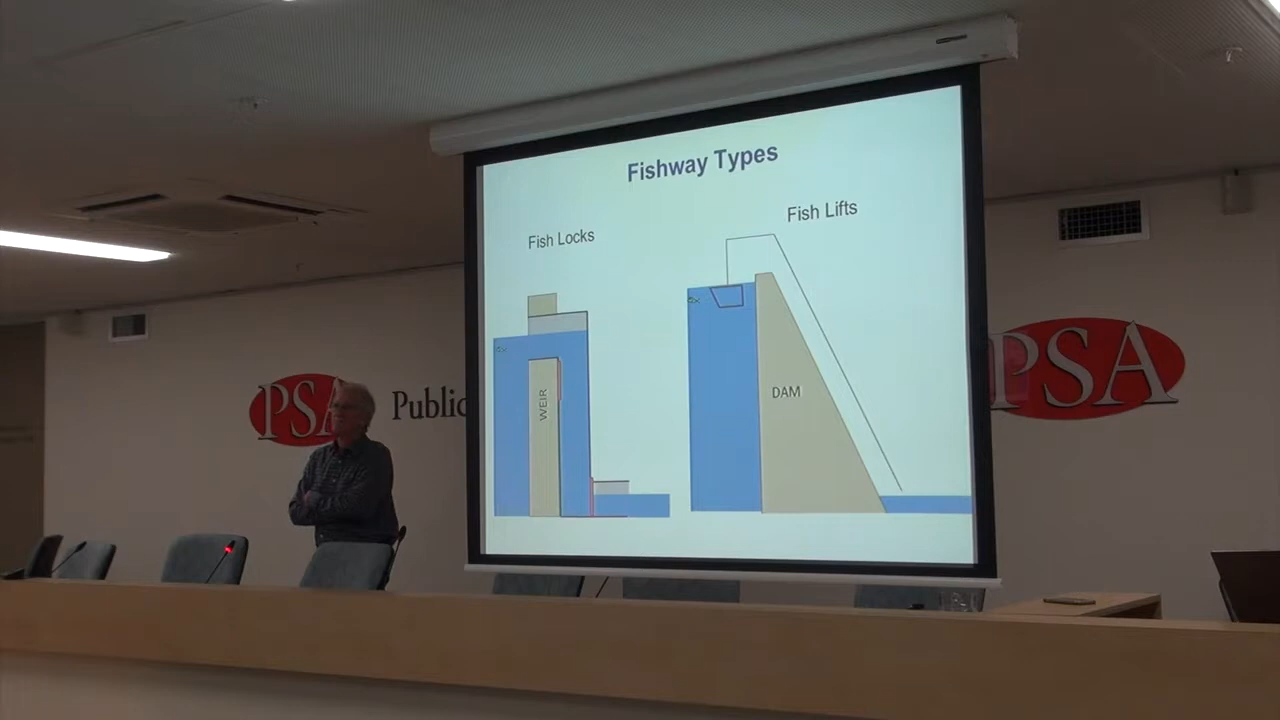 Fishway Types
Fish Locks
Fish Lifts
WEIR
DAM
PSA
Public
PSA